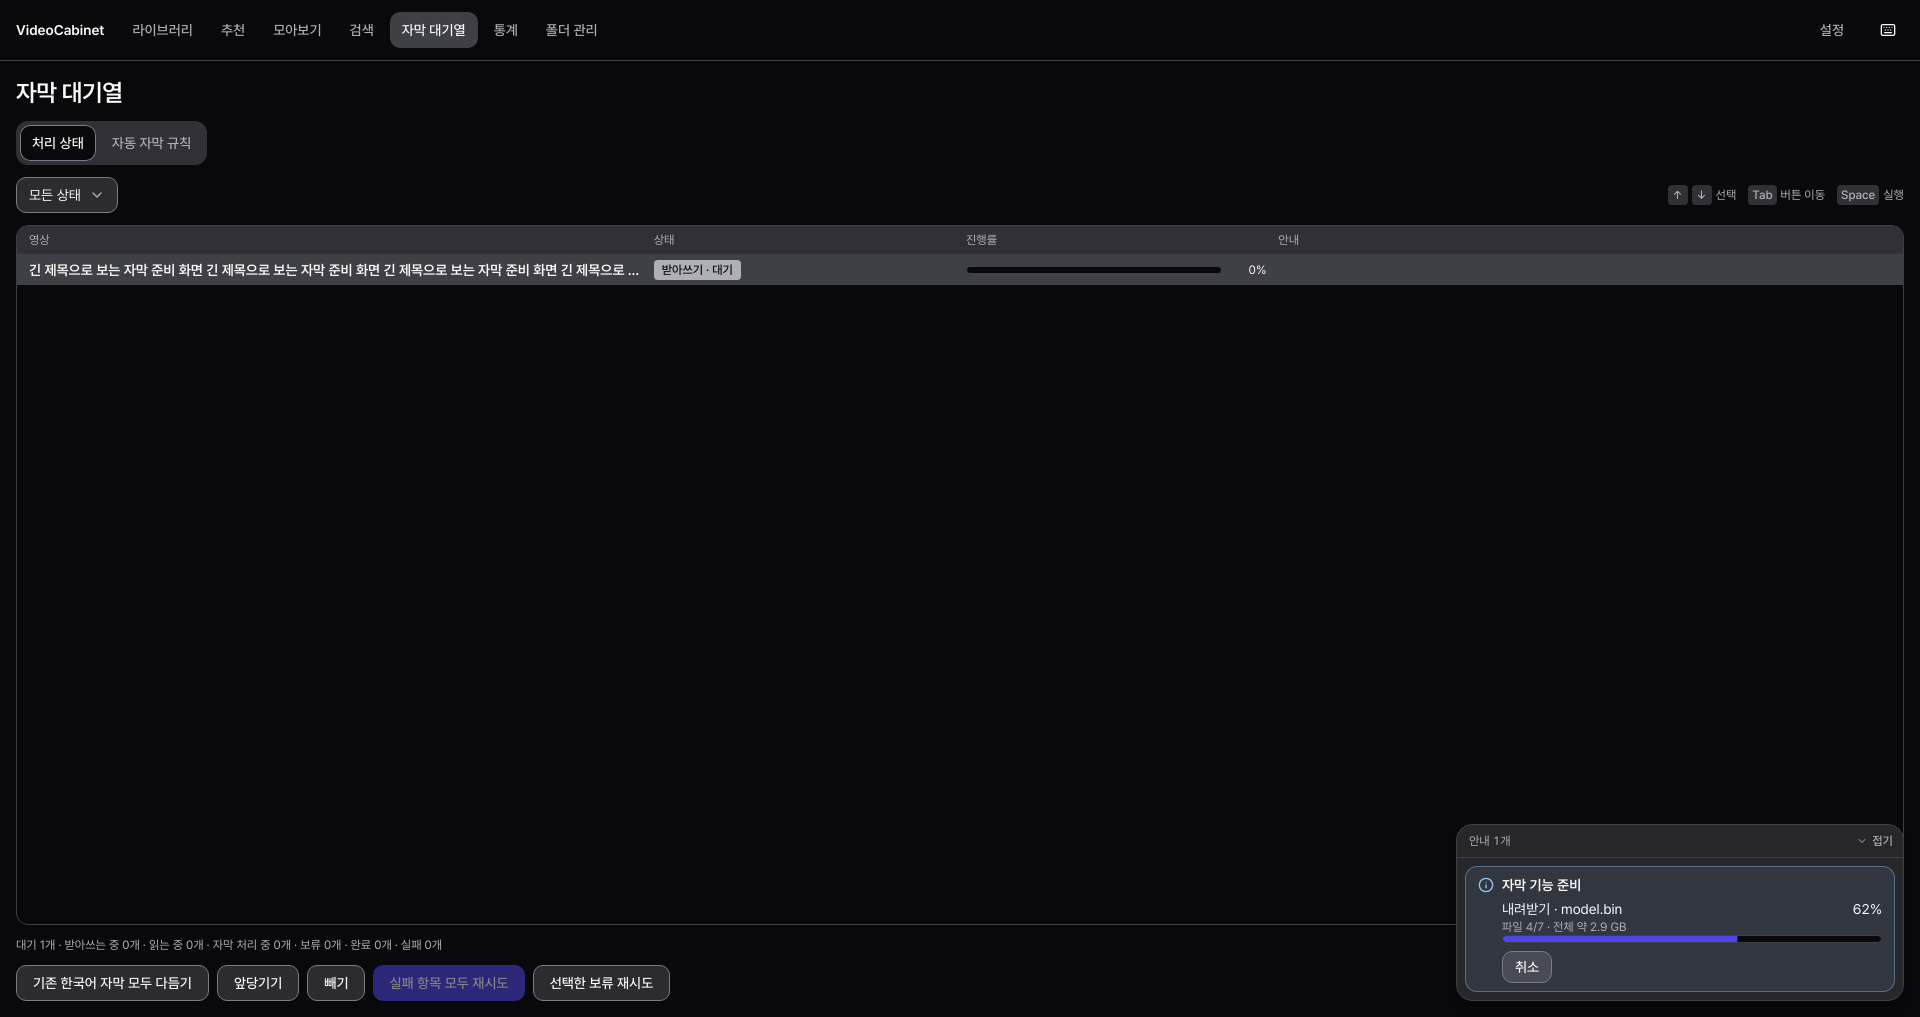 VideoCabinet 라이브러리 추천 모아보기 검색 자막 대기열 통계 폴더 관리 설정
자막 대기열
처리 상태 자동 자막 규칙
모든 상태 ↑ ↓ 선택 Tab 버튼 이동 Space 실행
영상 상태 진행률 안내
긴 제목으로 보는 자막 준비 화면 긴 제목으로 보는 자막 준비 화면 긴 제목으로 보는 자막 준비 화면 긴 제목으로 ... 받아쓰기 · 대기 0%
안내 1개 접기
자막 기능 준비
내려받기 · model.bin 62%
파일 4/7 · 전체 약 2.9 GB
취소
대기 1개 · 받아쓰는 중 0개 · 읽는 중 0개 · 자막 처리 중 0개 · 보류 0개 · 완료 0개 · 실패 0개
기존 한국어 자막 모두 다듬기 앞당기기 빼기 실패 항목 모두 재시도 선택한 보류 재시도